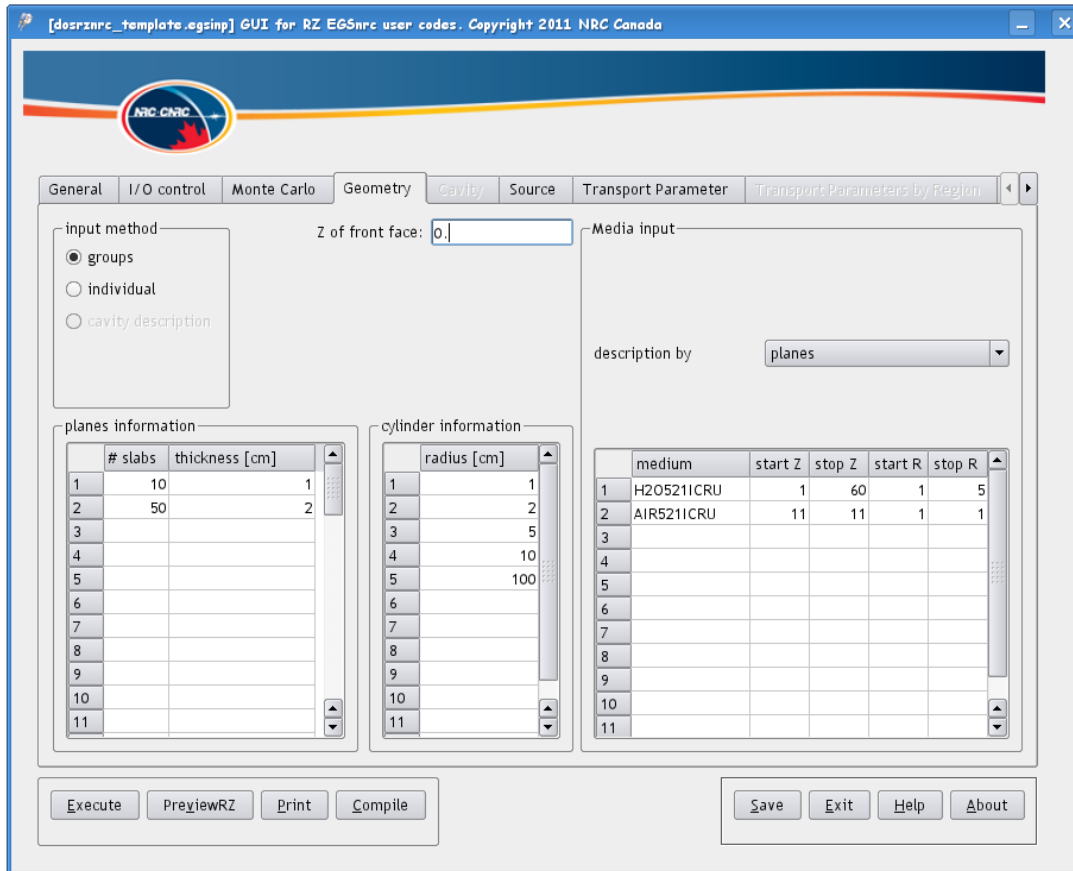 [dosrznrc_template.egsinp] GUI for RZ EGSnrc user codes. Copyright 2011 NRC Canada
NRC·CNRC
General I/O control Monte Carlo Geometry Cavity Source Transport Parameter Transport Parameters by Region
input method
groups
individual
cavity description
Z of front face: 0.
Media input
description by planes
planes information
# slabs thickness [cm]
1 10 1
2 50 2
3
4
5
6
7
8
9
10
11
cylinder information
radius [cm]
1 1
2 2
3 5
4 10
5 100
6
7
8
9
10
11
medium start Z stop Z start R stop R
1 H2O521ICRU 1 60 1 5
2 AIR521ICRU 11 11 1 1
3
4
5
6
7
8
9
10
11
Execute PreviewRZ Print Compile
Save Exit Help About